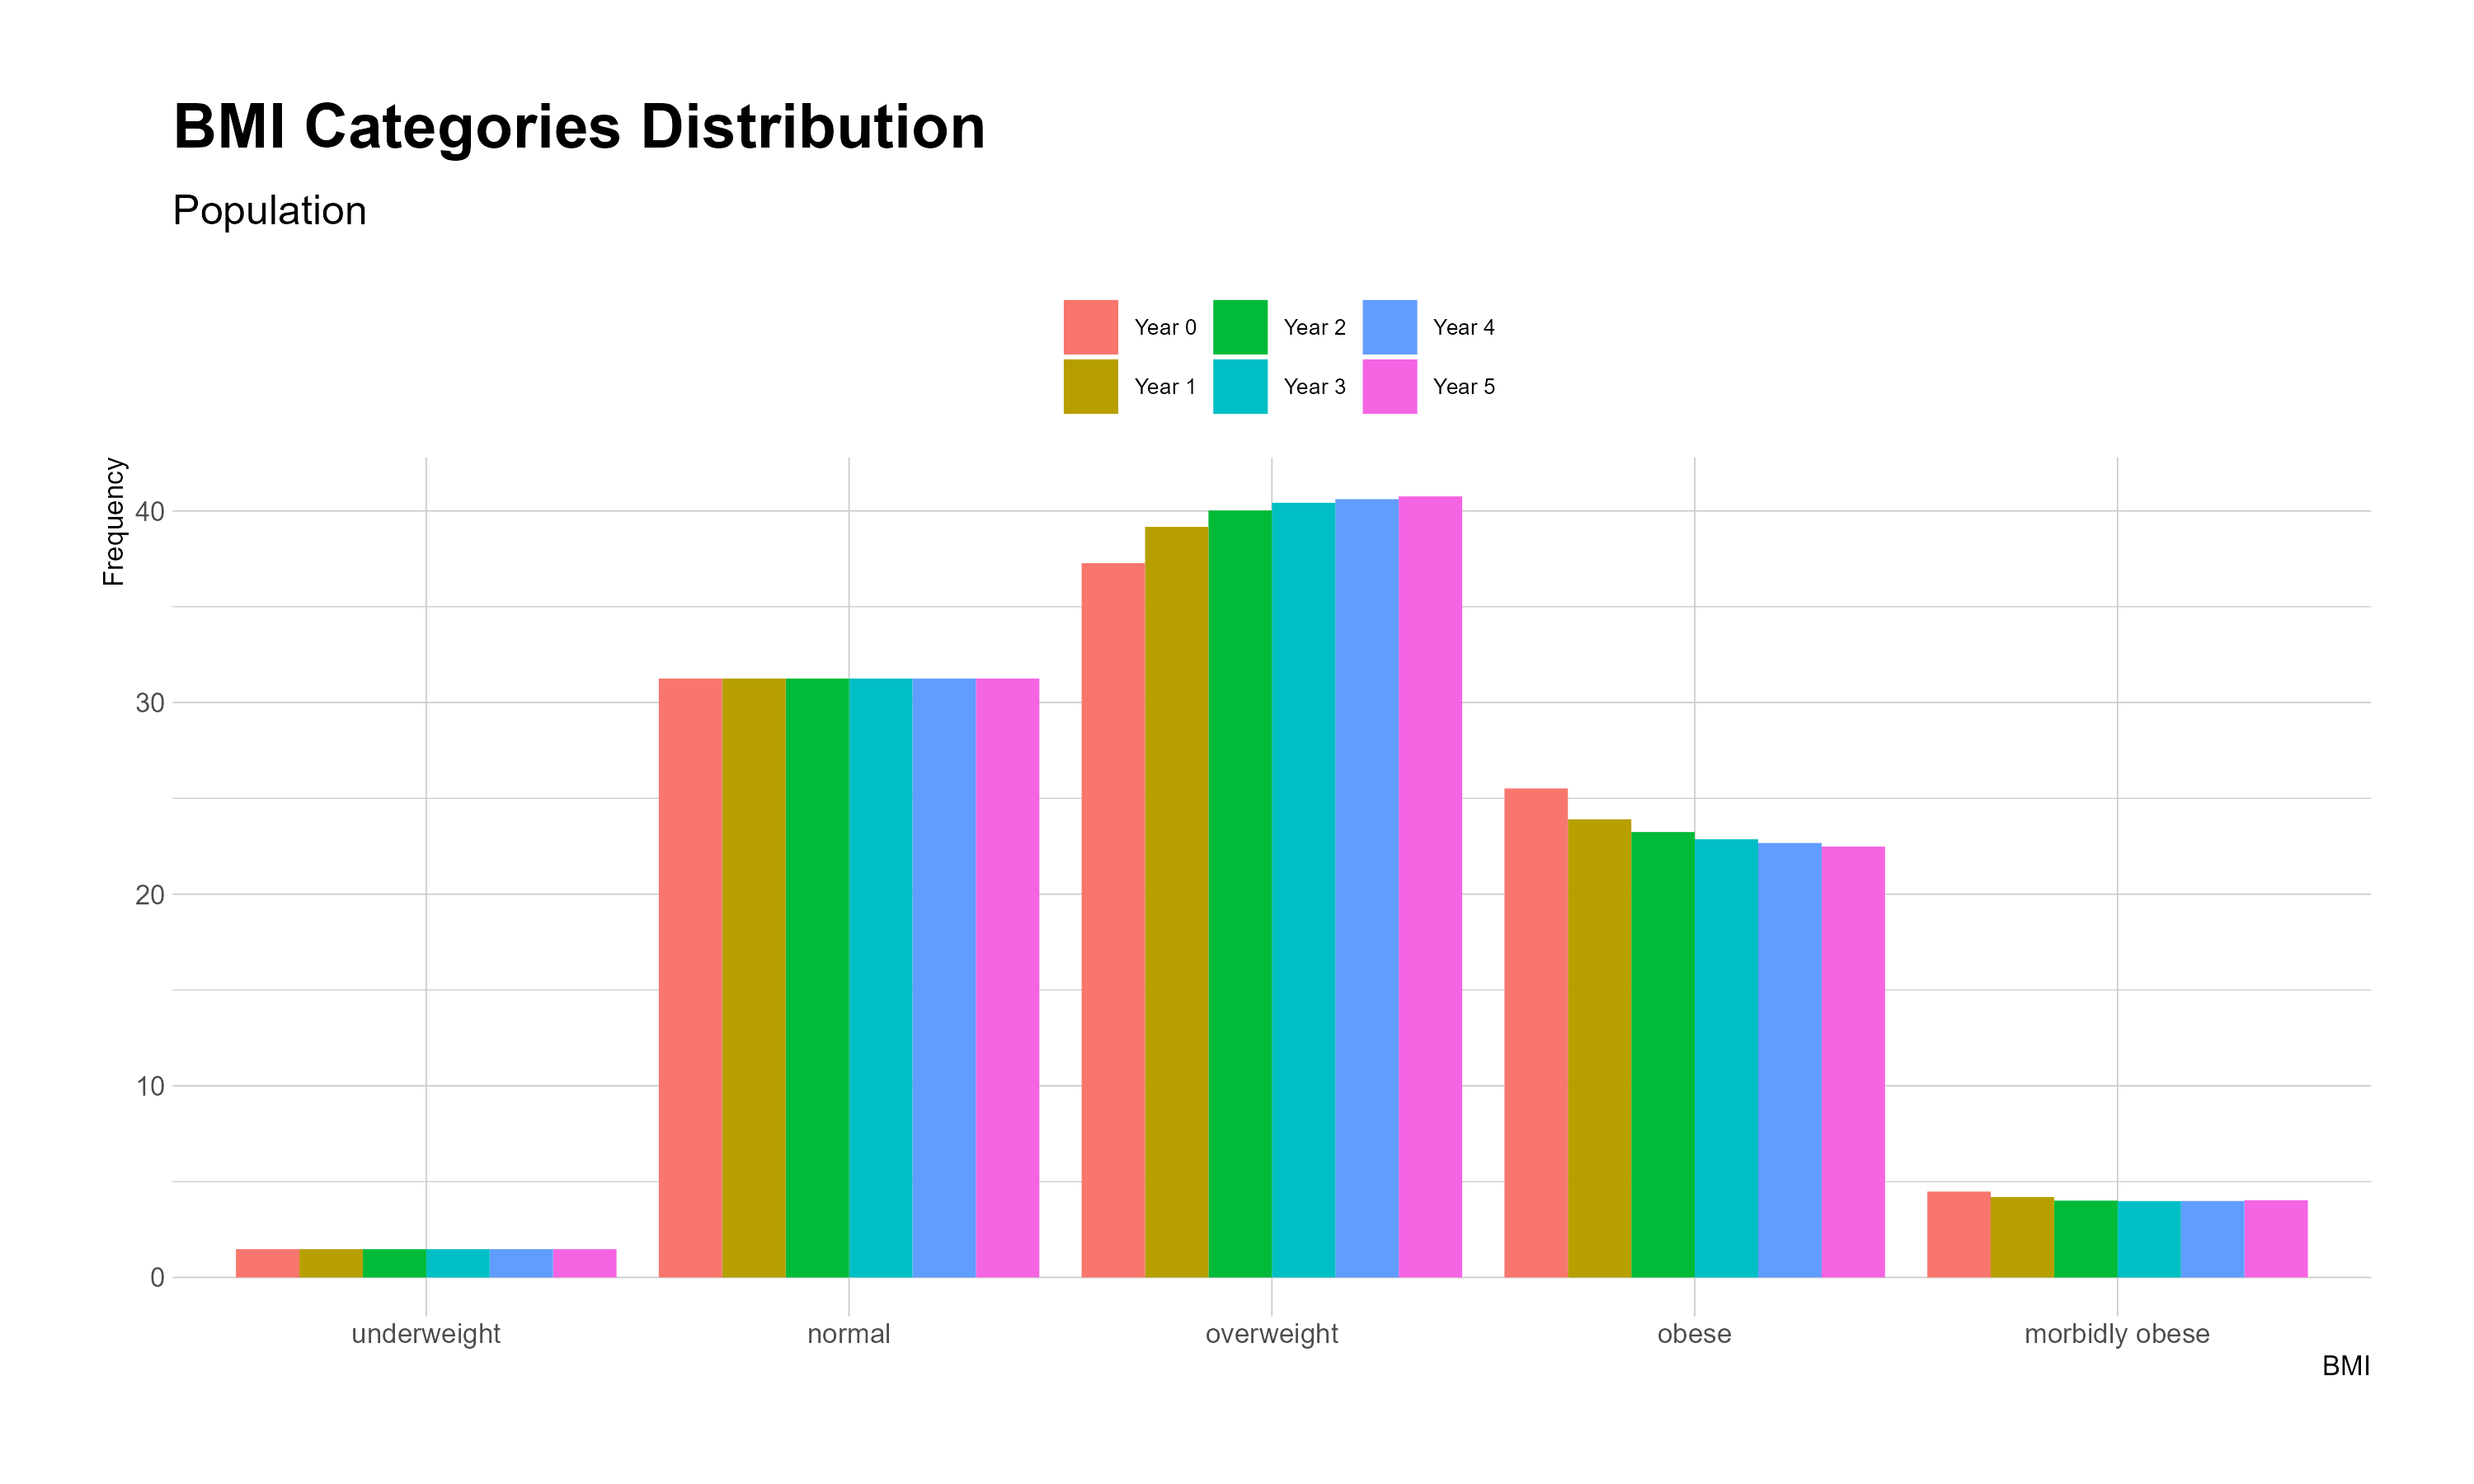 BMI Categories Distribution
Population
Year 0 Year 2 Year 4
Year 1 Year 3 Year 5
Frequency
40
30
20
10
0
underweight normal overweight obese morbidly obese
BMI